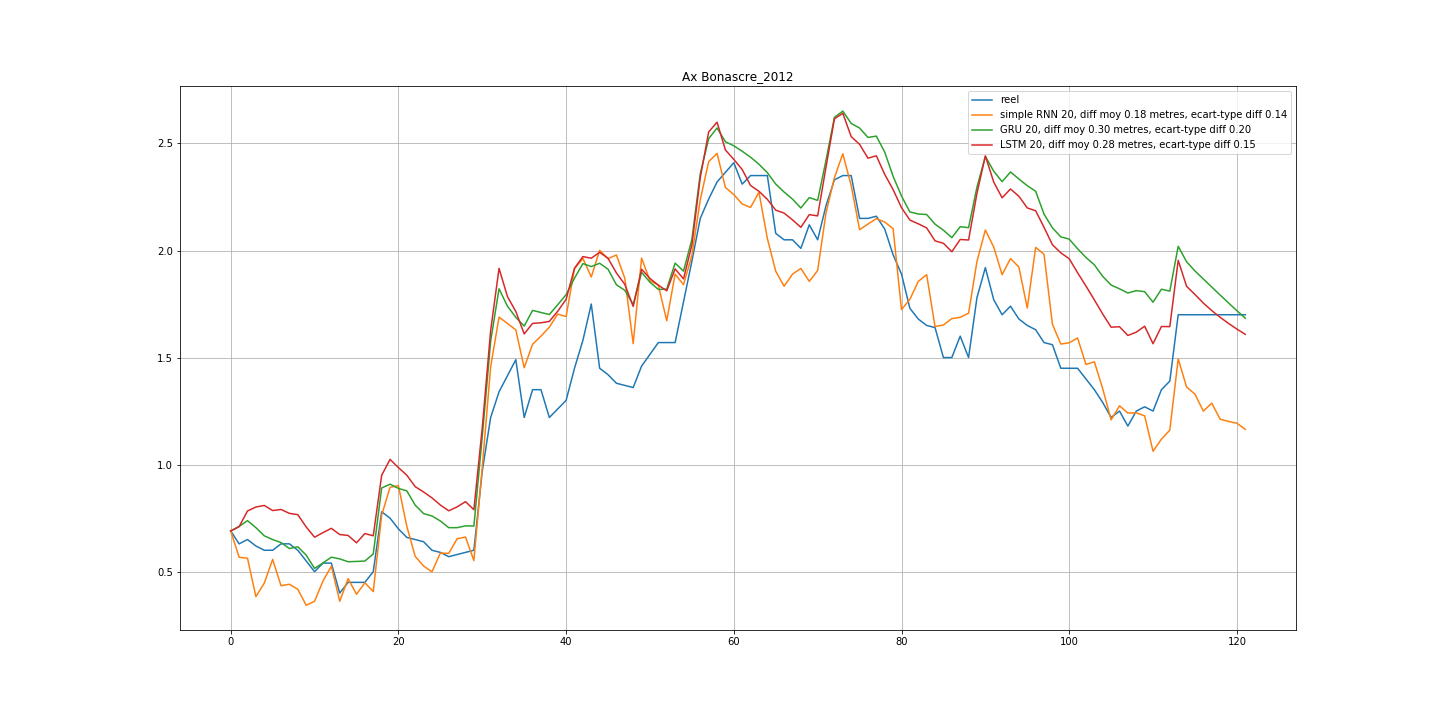 Ax Bonascre_2012
reel
simple RNN 20, diff moy 0.18 metres, ecart-type diff 0.14
GRU 20, diff moy 0.30 metres, ecart-type diff 0.20
LSTM 20, diff moy 0.28 metres, ecart-type diff 0.15
2.5
2.0
1.5
1.0
0.5
0 20 40 60 80 100 120